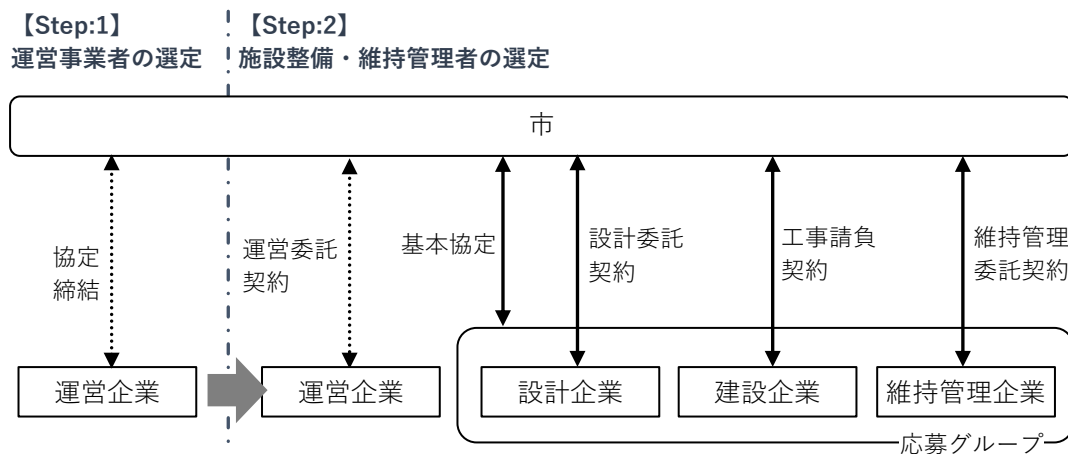 【Step:1】
運営事業者の選定
【Step:2】
施設整備・維持管理者の選定
市
協定
締結
運営委託
契約
基本協定
設計委託
契約
工事請負
契約
維持管理
委託契約
運営企業
運営企業
設計企業
建設企業
維持管理企業
応募グループ